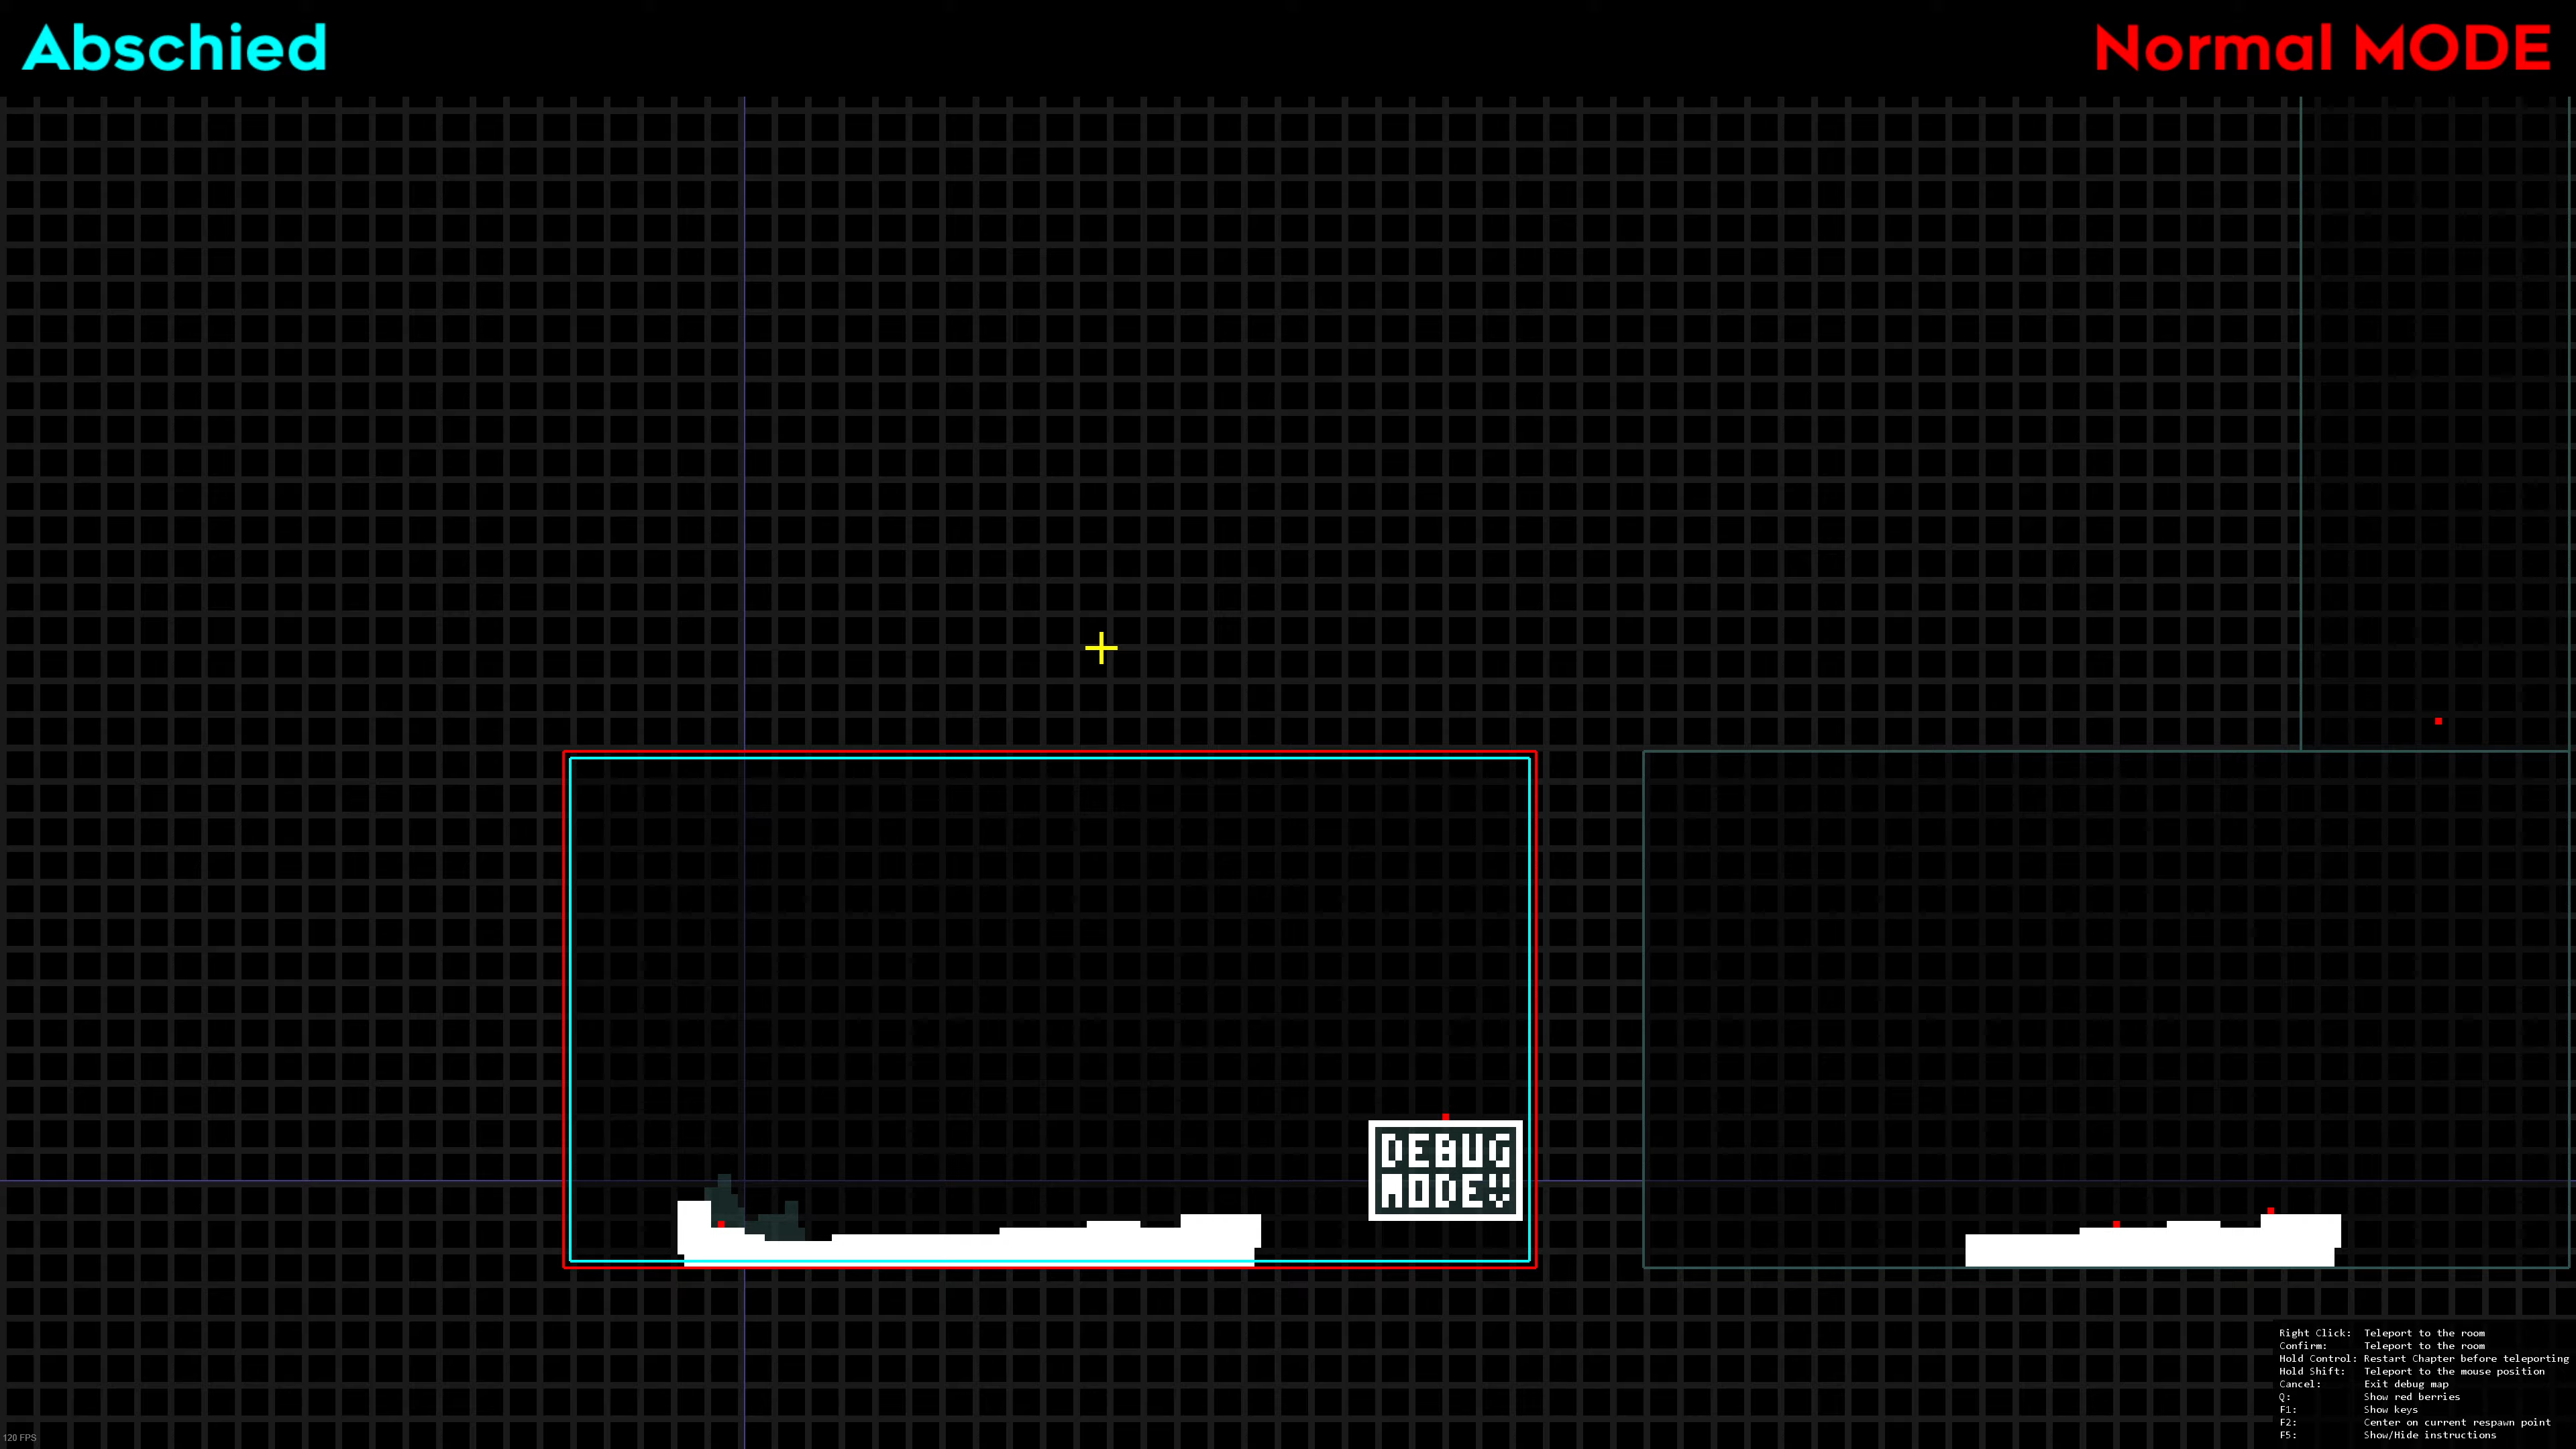 Abschied
Normal MODE
DEBUG
MODE!!
Right Click: Teleport to the room
Confirm: Teleport to the room
Hold Control: Restart Chapter before teleporting
Hold Shift: Teleport to the mouse position
Cancel: Exit debug map
Q: Show red berries
F1: Show keys
F2: Center on current respawn point
F5: Show/Hide instructions
120 FPS